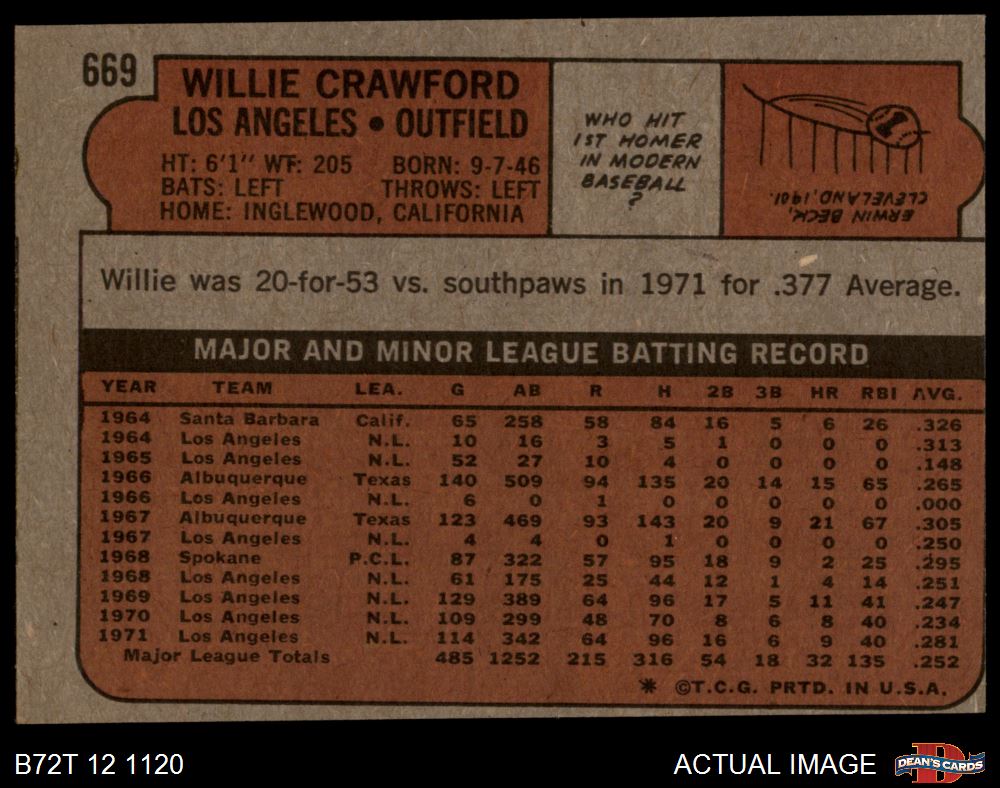 669
WILLIE CRAWFORD
LOS ANGELES • OUTFIELD
HT: 6'1" WT: 205 BORN: 9-7-46
BATS: LEFT THROWS: LEFT
HOME: INGLEWOOD, CALIFORNIA
WHO HIT
1ST HOMER
IN MODERN
BASEBALL
?
1
ERWIN BECK,
CLEVELAND, 1901.
Willie was 20-for-53 vs. southpaws in 1971 for .377 Average.
MAJOR AND MINOR LEAGUE BATTING RECORD
YEAR TEAM LEA. G AB R H 2B 3B HR RBI AVG.
1964 Santa Barbara Calif. 65 258 58 84 16 5 6 26 .326
1964 Los Angeles N.L. 10 16 3 5 1 0 0 0 .313
1965 Los Angeles N.L. 52 27 10 4 0 0 0 0 .148
1966 Albuquerque Texas 140 509 94 135 20 14 15 65 .265
1966 Los Angeles N.L. 6 0 1 0 0 0 0 0 .000
1967 Albuquerque Texas 123 469 93 143 20 9 21 67 .305
1967 Los Angeles N.L. 4 4 0 1 0 0 0 0 .250
1968 Spokane P.C.L. 87 322 57 95 18 9 2 25 .295
1968 Los Angeles N.L. 61 175 25 44 12 1 4 14 .251
1969 Los Angeles N.L. 129 389 64 96 17 5 11 41 .247
1970 Los Angeles N.L. 109 299 48 70 8 6 8 40 .234
1971 Los Angeles N.L. 114 342 64 96 16 6 9 40 .281
Major League Totals 485 1252 215 316 54 18 32 135 .252
* ©T.C.G. PRTD. IN U.S.A.
B72T 12 1120
ACTUAL IMAGE
D
DEAN'S CARDS